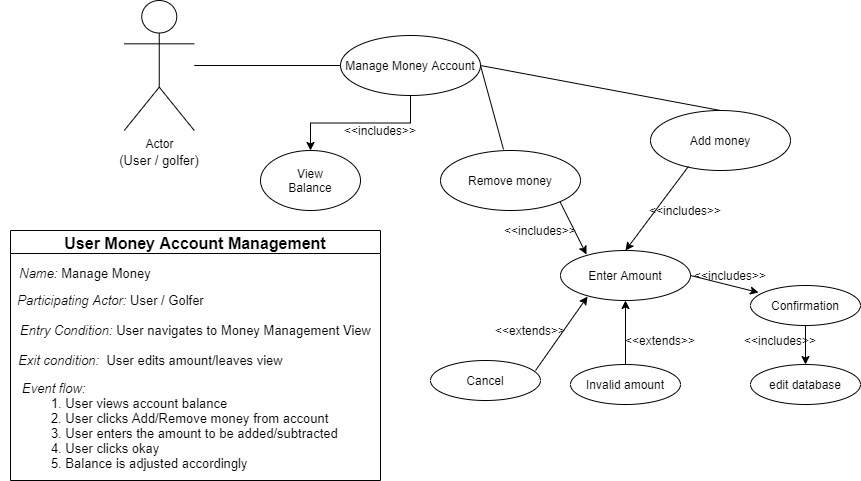 Manage Money Account
Actor
(User / golfer)
<<includes>>
View
Balance
Remove money
Add money
<<includes>>
<<includes>>
Enter Amount
<<includes>>
Confirmation
<<extends>>
<<extends>>
<<includes>>
Cancel
Invalid amount
edit database
User Money Account Management
Name: Manage Money
Participating Actor: User / Golfer
Entry Condition: User navigates to Money Management View
Exit condition: User edits amount/leaves view
Event flow:
1. User views account balance
2. User clicks Add/Remove money from account
3. User enters the amount to be added/subtracted
4. User clicks okay
5. Balance is adjusted accordingly